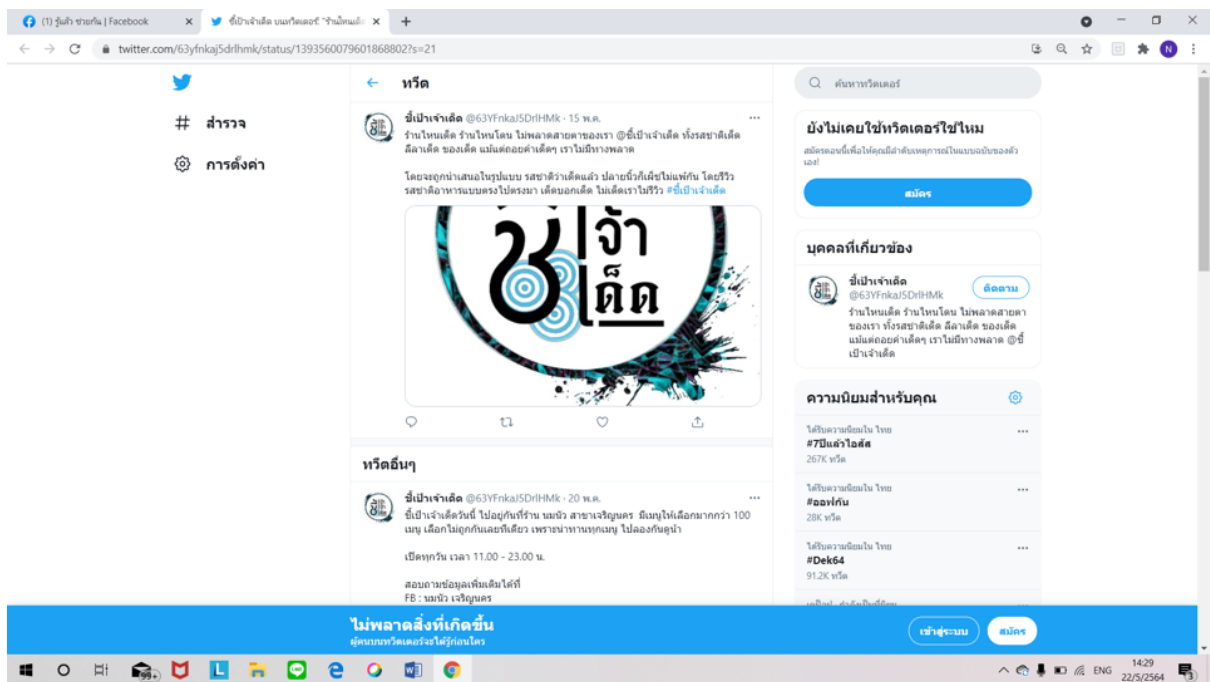 (1) รู้แล้ว ชายกัน | Facebook
ชี้เป้าเจ้าเด็ด บนทวิตเตอร์: "ร้านไหนเด็ด
twitter.com/63yfnkaj5drlhmk/status/1393560079601868802?s=21
ทวีต
ค้นหาทวิตเตอร์
สำรวจ
การตั้งค่า
ชี้เป้าเจ้าเด็ด @63YFnkaJ5DrlHMk · 15 พ.ค.
ร้านไหนเด็ด ร้านไหนโดน ไม่พลาดสายตาของเรา @ชี้เป้าเจ้าเด็ด ทั้งรสชาติเด็ด
ลีลาเด็ด ของเด็ด แม้แต่ถอยคำเด็ดๆ เราไม่มีทางพลาด
โดยจะถูกนำเสนอในรูปแบบ รสชาติว่าเด็ดแล้ว ปลายนิ้วก็เผ็ชไม่แพ้กัน โดยรีวิว
รสชาติอาหารแบบตรงไปตรงมา เด็ดบอกเด็ด ไม่เด็ดเราไม่รีวิว #ชี้เป้าเจ้าเด็ด
ชี้
เจ้า
เด็ด
ทวีตอื่นๆ
ชี้เป้าเจ้าเด็ด @63YFnkaJ5DrlHMk · 20 พ.ค.
ชี้เป้าเจ้าเด็ดวันนี้ ไปอยู่กันที่ร้าน นมนัว สาขาเจริญนคร มีเมนูให้เลือกมากกว่า 100
เมนู เลือกไม่ถูกกันเลยทีเดียว เพราะน่าทานทุกเมนู ไปลองกันดูน้า
เปิดทุกวัน เวลา 11.00 - 23.00 น.
สอบถามข้อมูลเพิ่มเติมได้ที่
FB : นมนัว เจริญนคร
ยังไม่เคยใช้ทวิตเตอร์ใช่ไหม
สมัครตอนนี้เพื่อให้คุณมีลำดับเหตุการณ์ในแบบฉบับของตัว
เอง!
สมัคร
บุคคลที่เกี่ยวข้อง
ชี้เป้าเจ้าเด็ด
@63YFnkaJ5DrlHMk
ติดตาม
ร้านไหนเด็ด ร้านไหนโดน ไม่พลาดสายตา
ของเรา ทั้งรสชาติเด็ด ลีลาเด็ด ของเด็ด
แม้แต่ถอยคำเด็ดๆ เราไม่มีทางพลาด @ชี้
เป้าเจ้าเด็ด
ความนิยมสำหรับคุณ
ได้รับความนิยมใน ไทย
#7ปีแล้วไอสัส
267K ทวีต
ได้รับความนิยมใน ไทย
#ออฟกัน
28K ทวีต
ได้รับความนิยมใน ไทย
#Dek64
91.2K ทวีต
ไม่พลาดสิ่งที่เกิดขึ้น
ผู้คนบนทวิตเตอร์จะได้รู้ก่อนใคร
เข้าสู่ระบบ
สมัคร
99+
ENG
14:29
22/5/2564